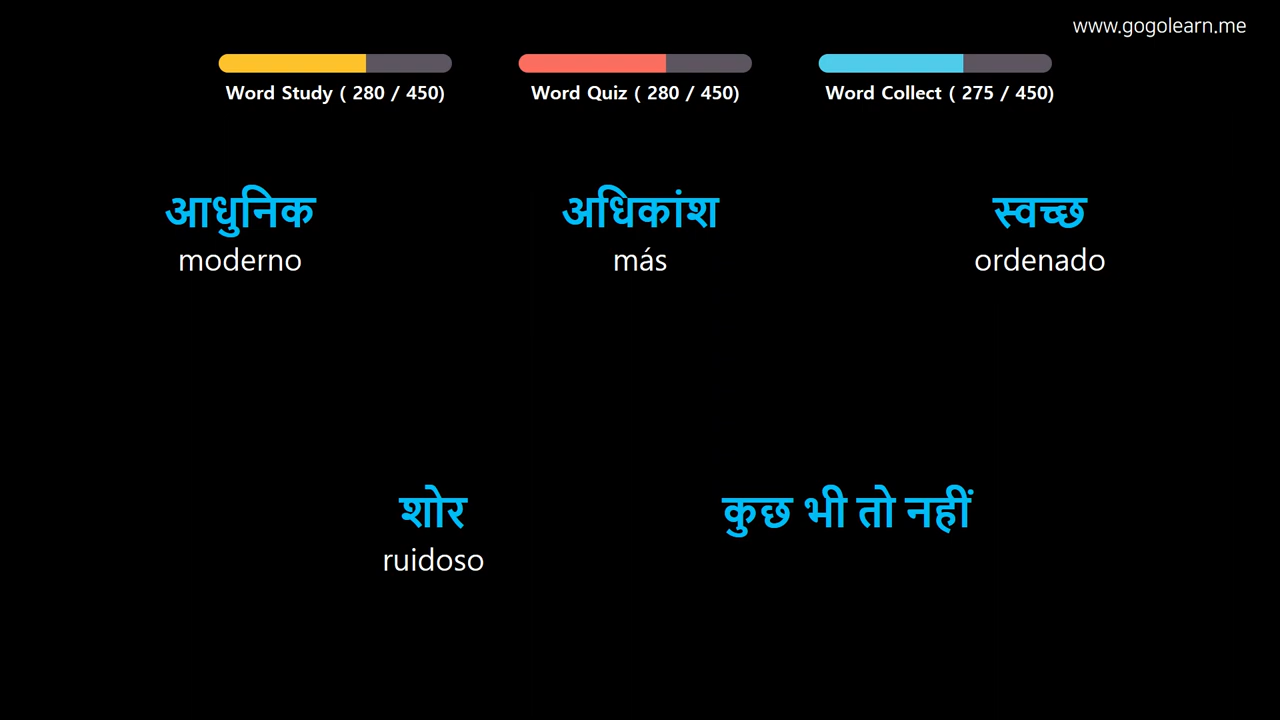 www.gogolearn.me
Word Study ( 280 / 450)
Word Quiz ( 280 / 450)
Word Collect ( 275 / 450)
आधुनिक
moderno
अधिकांश
más
स्वच्छ
ordenado
शोर
ruidoso
कुछ भी तो नहीं